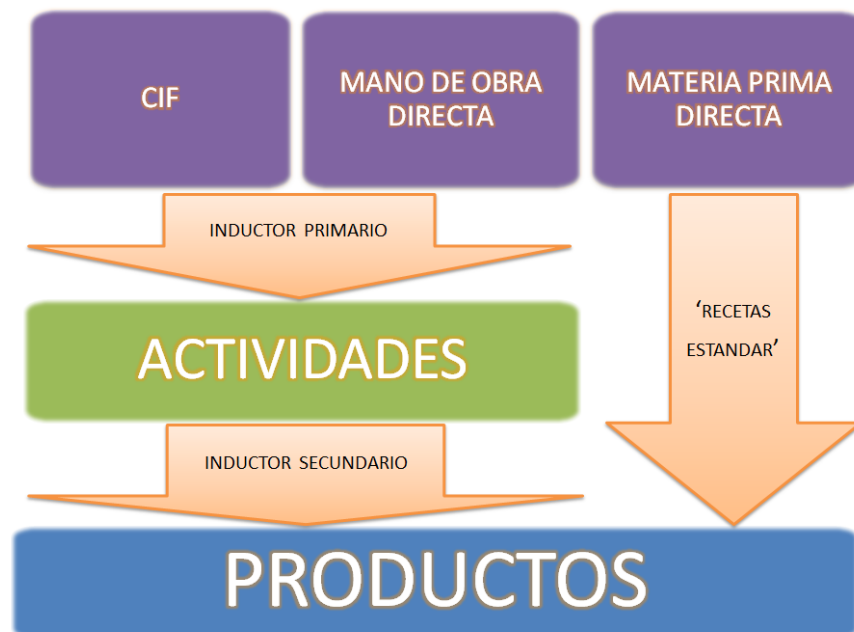 CIF
MANO DE OBRA
DIRECTA
MATERIA PRIMA
DIRECTA
INDUCTOR PRIMARIO
ACTIVIDADES
‘RECETAS
ESTANDAR’
INDUCTOR SECUNDARIO
PRODUCTOS